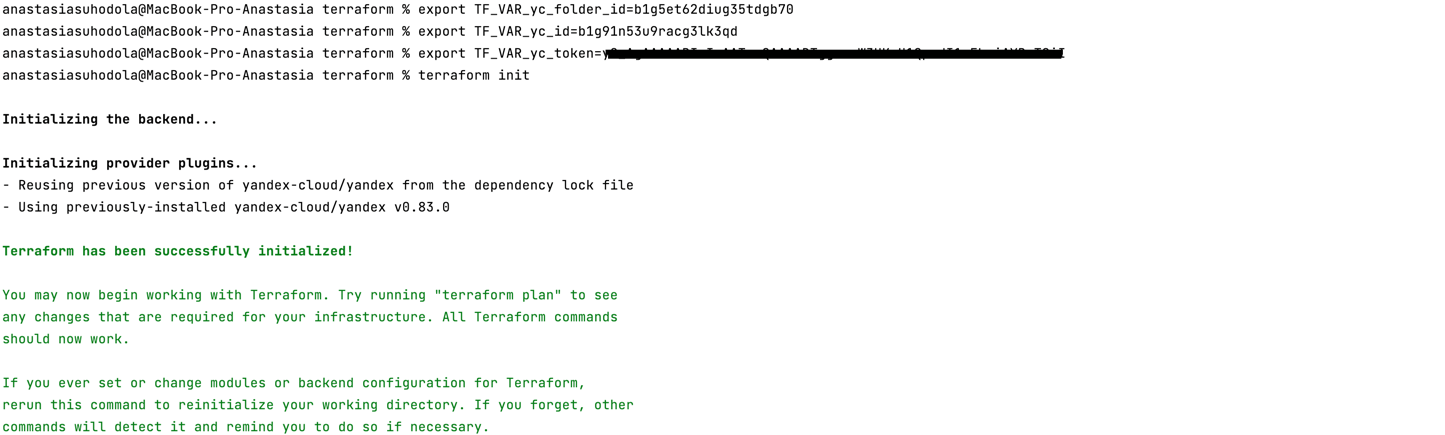 anastasiasuhodola@MacBook-Pro-Anastasia terraform % export TF_VAR_yc_folder_id=b1g5et62diug35tdgb70
anastasiasuhodola@MacBook-Pro-Anastasia terraform % export TF_VAR_yc_id=b1g91n53u9racg3lk3qd
anastasiasuhodola@MacBook-Pro-Anastasia terraform % export TF_VAR_yc_token=
anastasiasuhodola@MacBook-Pro-Anastasia terraform % terraform init
Initializing the backend...
Initializing provider plugins...
- Reusing previous version of yandex-cloud/yandex from the dependency lock file
- Using previously-installed yandex-cloud/yandex v0.83.0
Terraform has been successfully initialized!
You may now begin working with Terraform. Try running "terraform plan" to see
any changes that are required for your infrastructure. All Terraform commands
should now work.
If you ever set or change modules or backend configuration for Terraform,
rerun this command to reinitialize your working directory. If you forget, other
commands will detect it and remind you to do so if necessary.